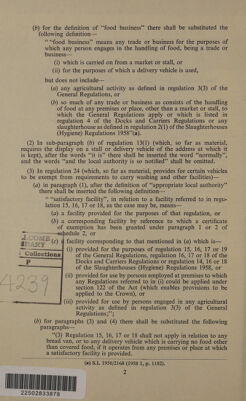 (b) for the definition of "food business" there shall be substituted the
following definition—
""food business" means any trade or business for the purposes of
which any person engages in the handling of food, being a trade or
business—
(i) which is carried on from a market or stall, or
(ii) for the purposes of which a delivery vehicle is used,
but does not include—
(a) any agricultural activity as defined in regulation 3(3) of the
General Regulations, or
(b) so much of any trade or business as consists of the handling
of food at any premises or place, other than a market or stall, to
which the General Regulations apply or which is listed in
regulation 4 of the Docks and Carriers Regulations or any
slaughterhouse as defined in regulation 2(1) of the Slaughterhouses
(Hygiene) Regulations 1958"(a).
(2) In sub-paragraph (b) of regulation 13(1) (which, so far as material,
requires the display on a stall or delivery vehicle of the address at which it
is kept), after the words "it is" there shall be inserted the word "normally",
and the words "and the local authority is so notified" shall be omitted.
(3) In regulation 24 (which, so far as material, provides for certain vehicles
to be exempt from requirements to carry washing and other facilities)—
(a) in paragraph (1), after the definition of "appropriate local authority"
there shall be inserted the following definition—
""satisfactory facility", in relation to a facility referred to in regu-
lation 15, 16, 17 or 18, as the case may be, means—
(a) a facility provided for the purposes of that regulation, or
(b) a corresponding facility by reference to which a certificate
of exemption has been granted under paragraph 1 or 2 of
schedule 2, or
(c) a facility corresponding to that mentioned in (a) which is—
(i) provided for the purposes of regulation 15, 16, 17 or 19
of the General Regulations, regulation 16, 17 or 18 of the
Docks and Carriers Regulations or regulation 14, 16 or 18
of the Slaughterhouses (Hygiene) Regulations 1958, or
(ii) provided for use by persons employed at premises to which
any Regulations referred to in (i) could be applied under
section 122 of the Act (which enables provisions to be
applied to the Crown), or
(iii) provided for use by persons engaged in any agricultural
activity as defined in regulation 3(3) of the General
Regulations;";
(b) for paragraphs (3) and (4) there shall be substituted the following
paragraphs—
"(3) Regulations 15, 16, 17 or 18 shall not apply in relation to any
bread van, or to any delivery vehicle which is carrying no food other
than covered food, if it operates from any premises or place at which
a satisfactory facility is provided.
(a) S.I. 1958/2168 (1958 I, p. 1182).
2
Collections
4239
22502833878